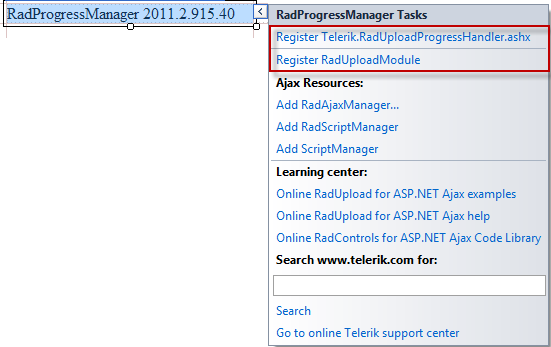 RadProgressManager 2011.2.915.40
RadProgressManager Tasks
Register Telerik.RadUploadProgressHandler.ashx
Register RadUploadModule
Ajax Resources:
Add RadAjaxManager...
Add RadScriptManager
Add ScriptManager
Learning center:
Online RadUpload for ASP.NET Ajax examples
Online RadUpload for ASP.NET Ajax help
Online RadControls for ASP.NET Ajax Code Library
Search www.telerik.com for:
Search
Go to online Telerik support center